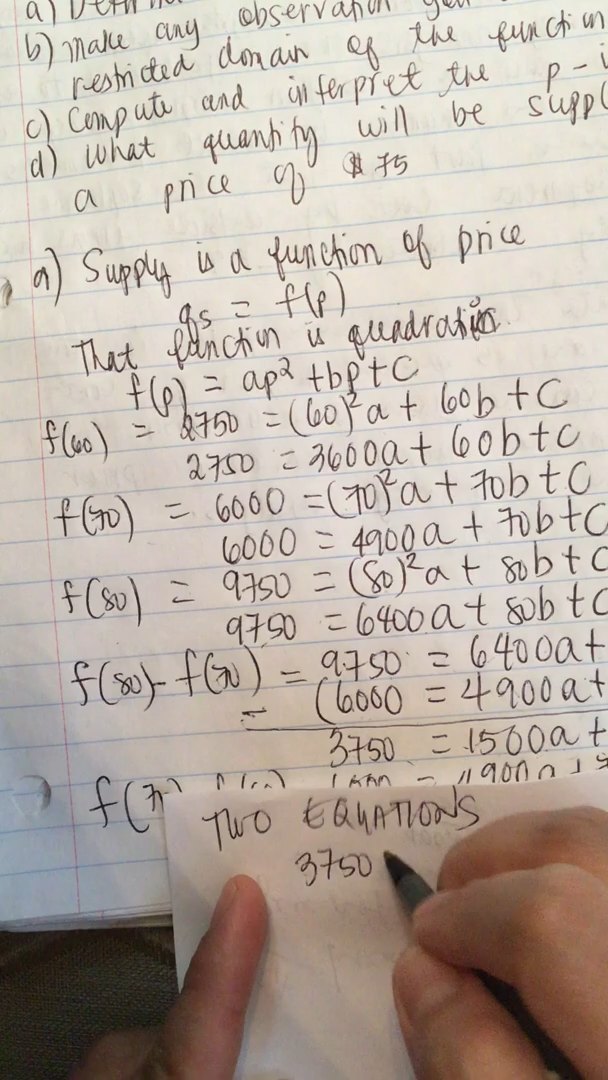 a)
b) make any observation you
restricted domain of the function
c) Compute and interpret the p-i
d) What quantity will be suppl
a price of $75
a) Supply is a function of price
qs = f(p)
That function is quadratic.
f(p) = ap² + bp + C
f(60) = 2750 = (60)²a + 60b + C
2750 = 3600a + 60b + C
f(70) = 6000 = (70)²a + 70b + C
6000 = 4900a + 70b + C
f(80) = 9750 = (80)²a + 80b + C
9750 = 6400a + 80b + C
f(80) - f(70) = 9750 = 6400a +
- (6000 = 4900a +
3750 = 1500a +
f(7
TWO EQUATIONS
3750